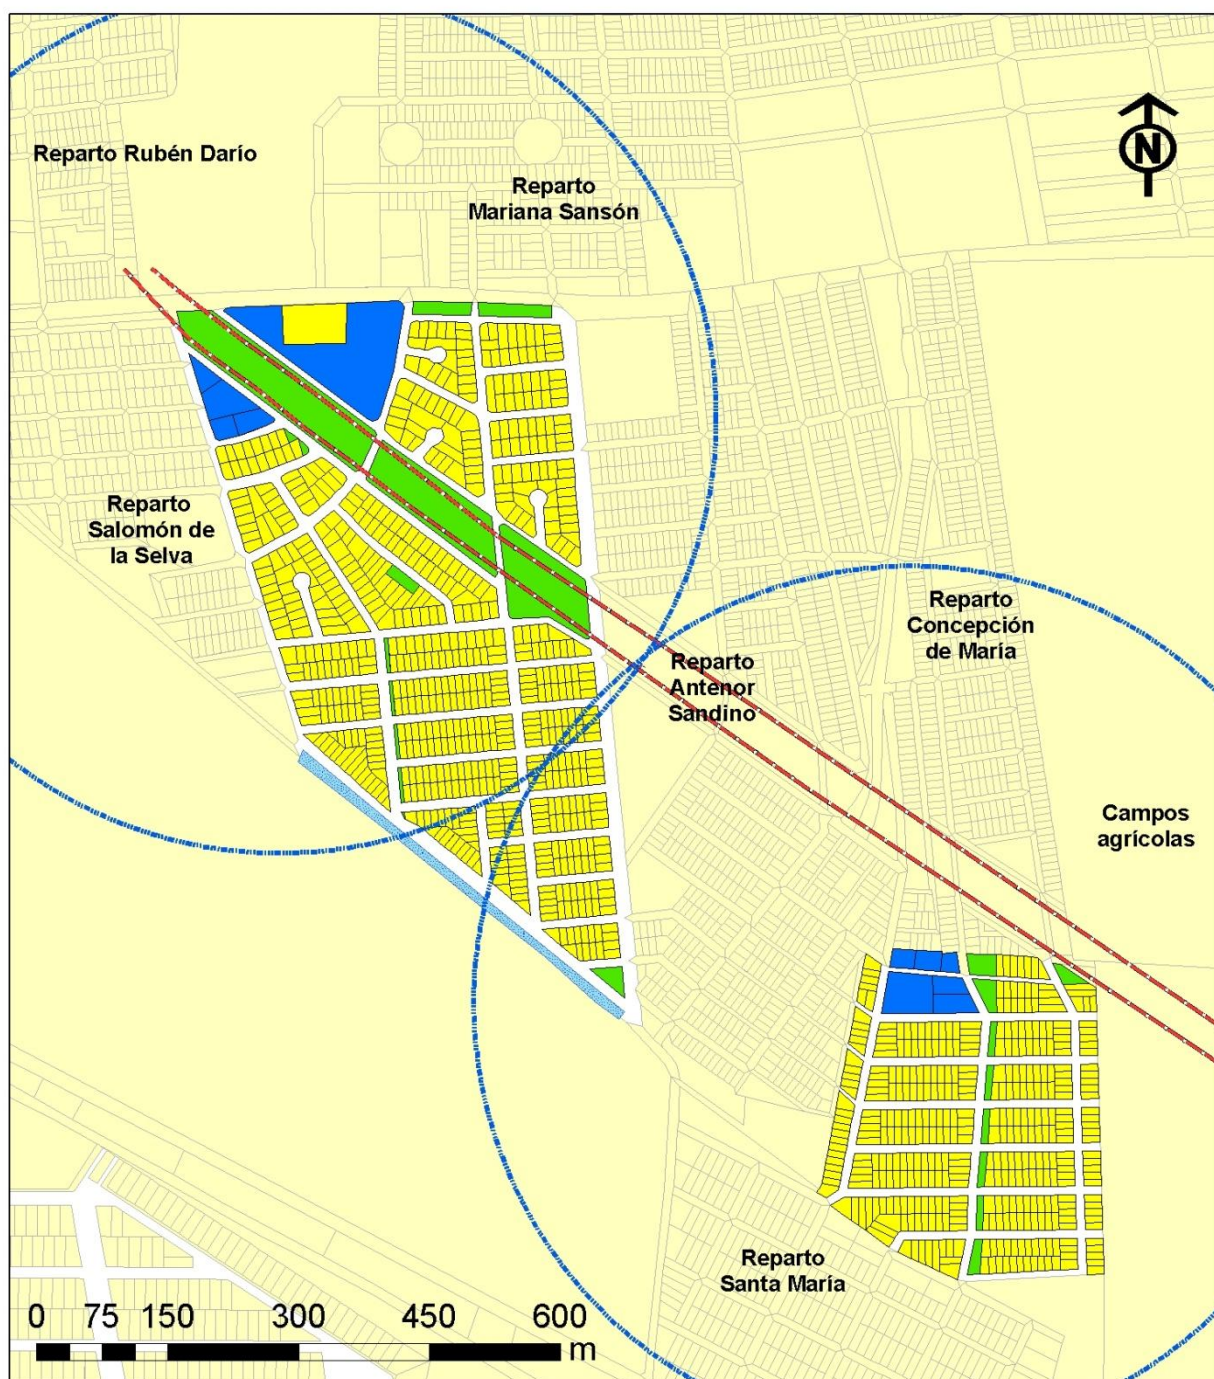 Reparto Rubén Darío
N
Reparto
Mariana Sansón
Reparto
Salomón de
la Selva
Reparto
Concepción
de María
Reparto
Antenor
Sandino
Campos
agrícolas
Reparto
Santa María
0 75 150 300 450 600
m